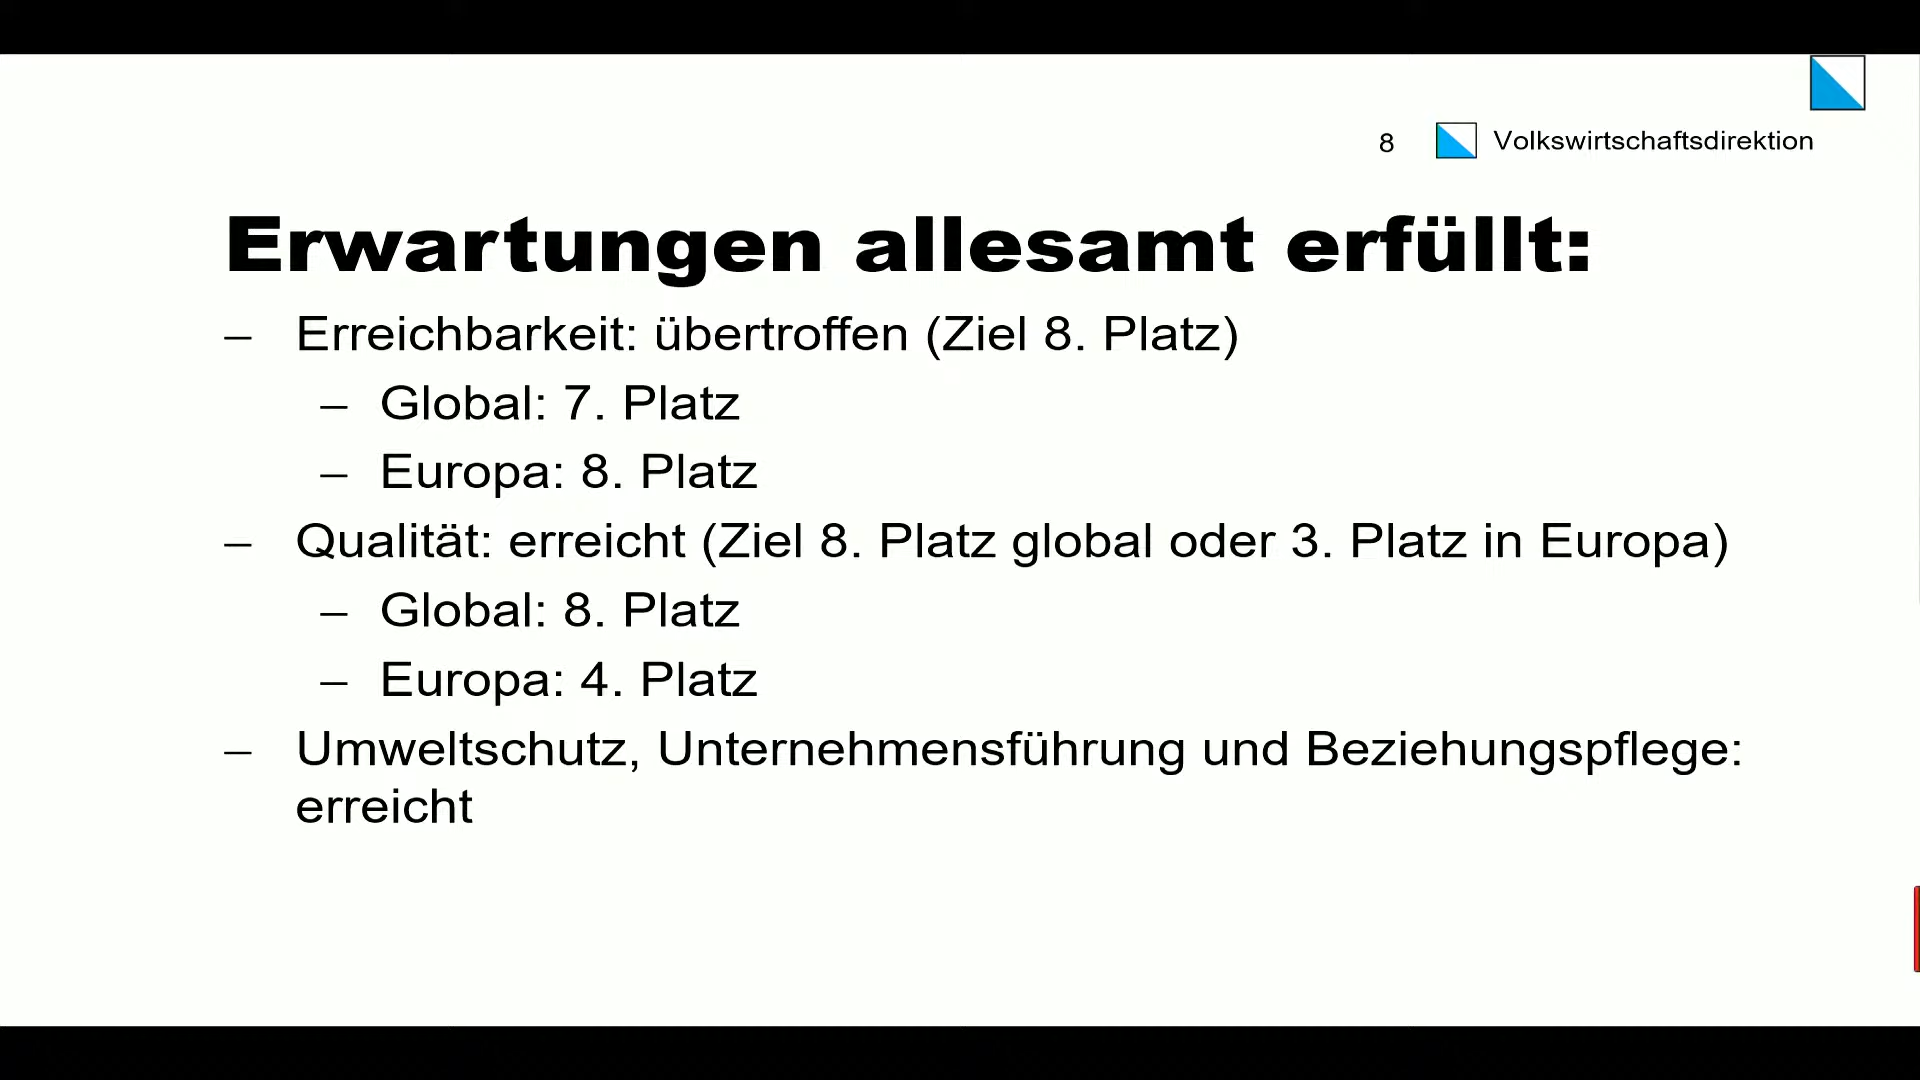 8 Volkswirtschaftsdirektion
Erwartungen allesamt erfüllt:
– Erreichbarkeit: übertroffen (Ziel 8. Platz)
– Global: 7. Platz
– Europa: 8. Platz
– Qualität: erreicht (Ziel 8. Platz global oder 3. Platz in Europa)
– Global: 8. Platz
– Europa: 4. Platz
– Umweltschutz, Unternehmensführung und Beziehungspflege:
erreicht